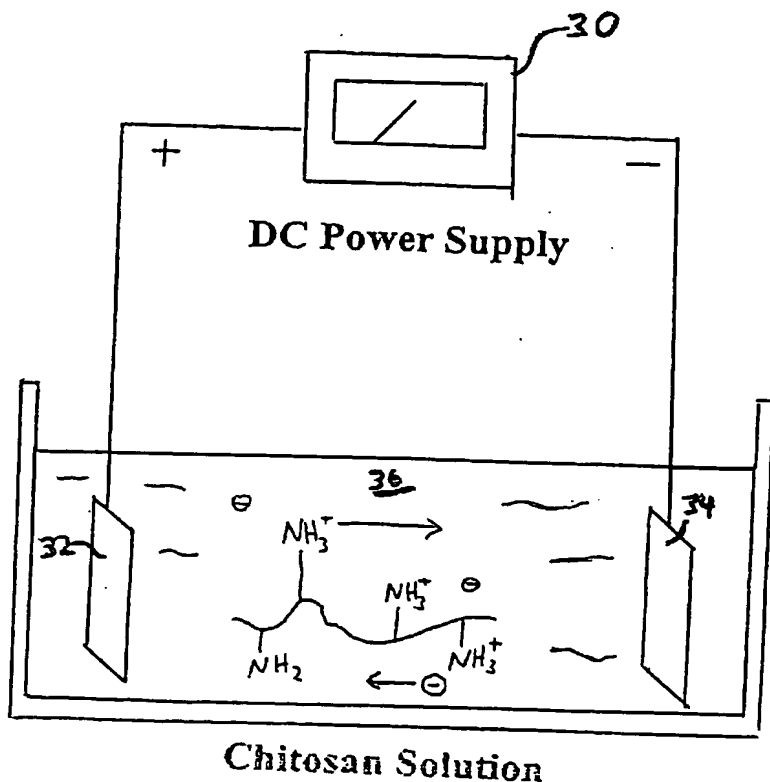 30
+ −
DC Power Supply
36
⊖
34
NH₃⁺ →
32
NH₃⁺ ⊖
NH₂ NH₃⁺
← ⊖
Chitosan Solution